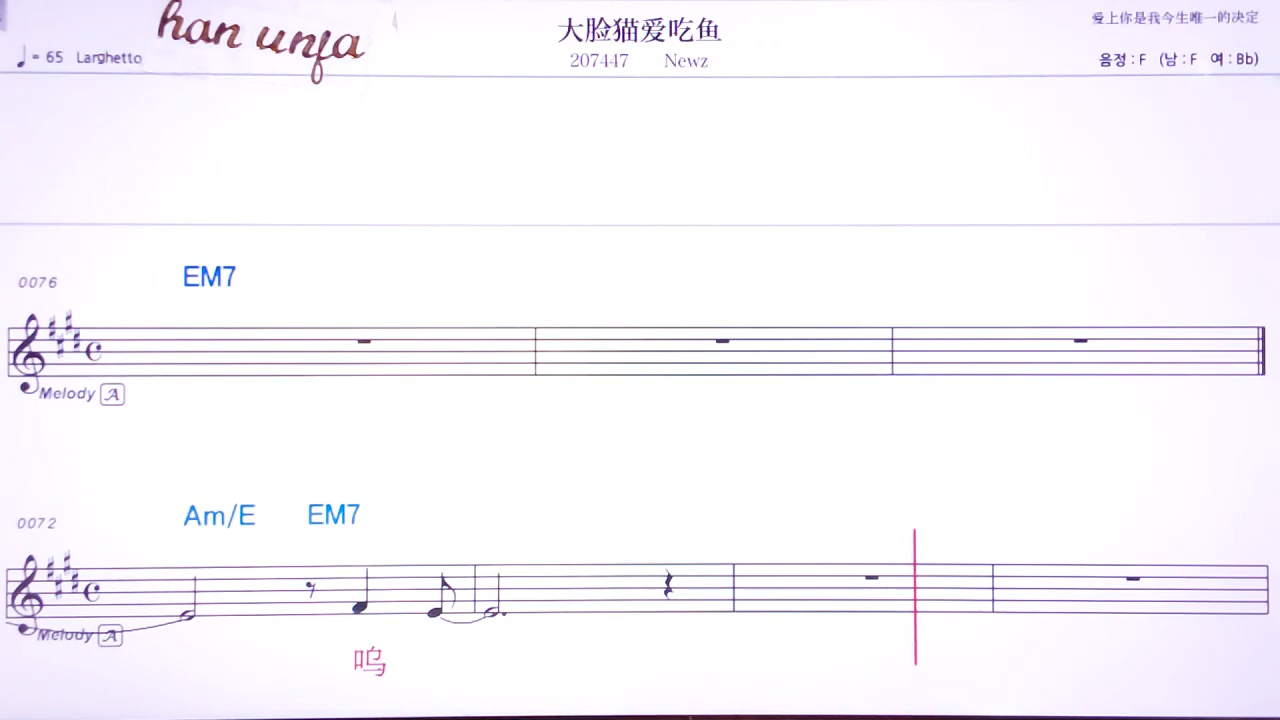 han unja
大脸猫爱吃鱼
爱上你是我今生唯一的决定
♩= 65 Larghetto
207447 Newz
음정 : F (남 : F 여 : Bb)
0076
EM7
Melody A
0072
Am/E EM7
Melody A
呜